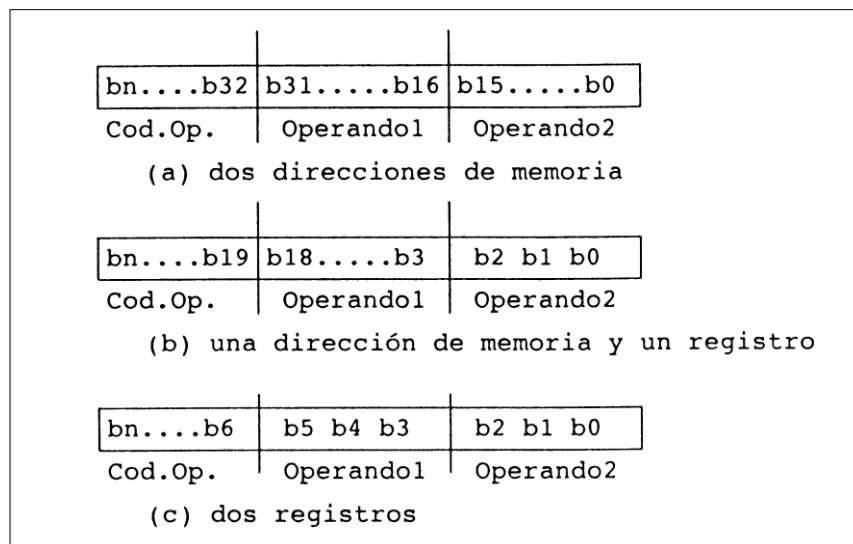 bn....b32 b31.....b16 b15.....b0
Cod.Op. Operando1 Operando2
(a) dos direcciones de memoria
bn....b19 b18.....b3 b2 b1 b0
Cod.Op. Operando1 Operando2
(b) una dirección de memoria y un registro
bn....b6 b5 b4 b3 b2 b1 b0
Cod.Op. Operando1 Operando2
(c) dos registros